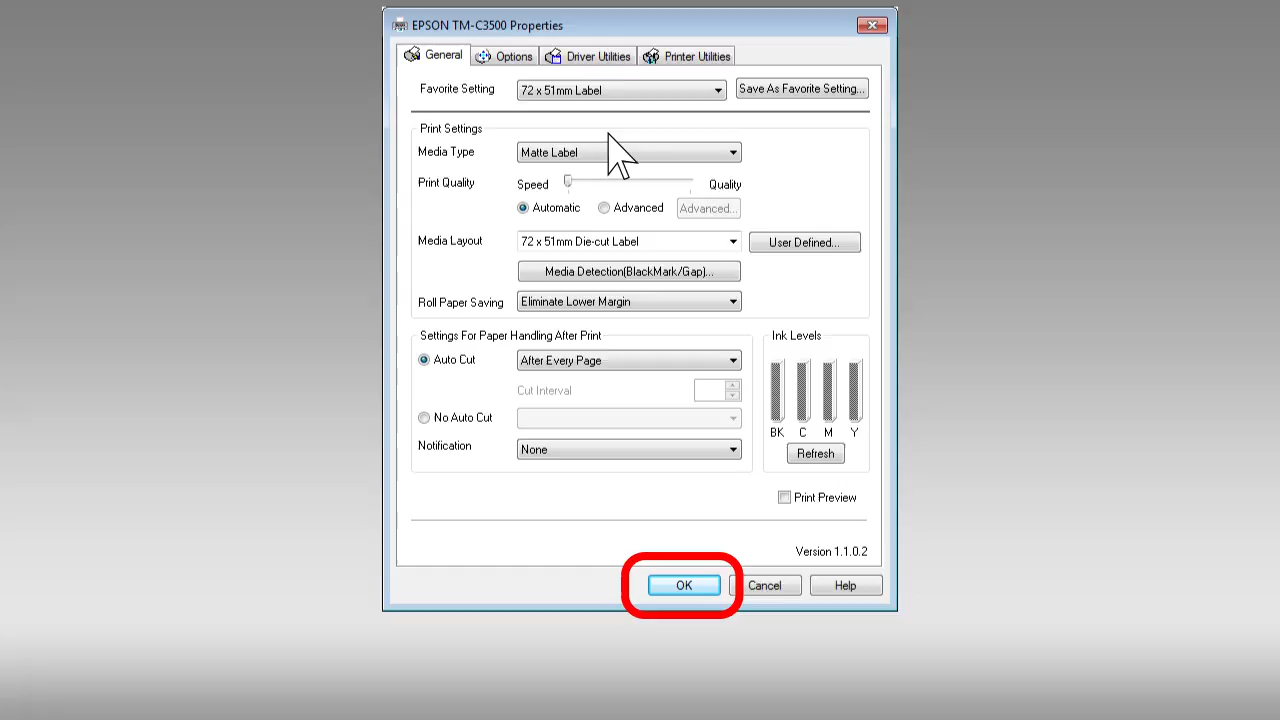 EPSON TM-C3500 Properties
General Options Driver Utilities Printer Utilities
Favorite Setting 72 x 51mm Label Save As Favorite Setting...
Print Settings
Media Type Matte Label
Print Quality Speed Quality
Automatic Advanced Advanced...
Media Layout 72 x 51mm Die-cut Label User Defined...
Media Detection(BlackMark/Gap)...
Roll Paper Saving Eliminate Lower Margin
Settings For Paper Handling After Print Ink Levels
Auto Cut After Every Page
Cut Interval
No Auto Cut
BK C M Y
Notification None Refresh
Print Preview
Version 1.1.0.2
OK Cancel Help